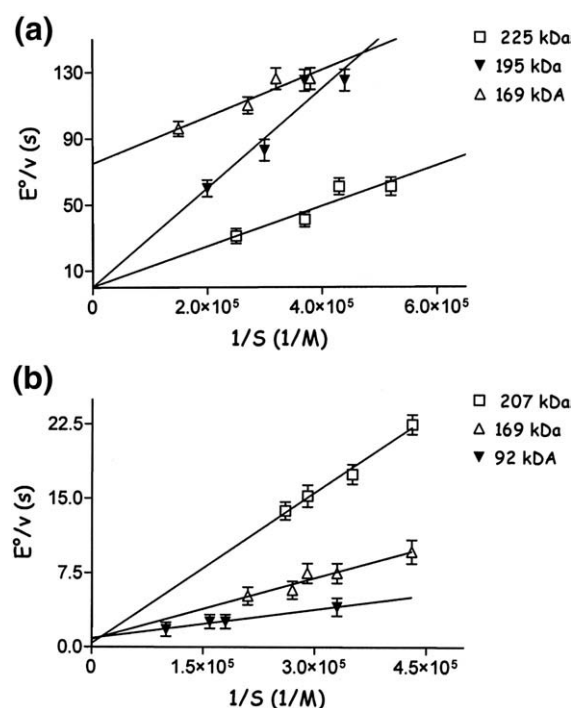 (a)
225 kDa
195 kDa
169 kDA
130
90
50
10
E°/v (s)
0
2.0×10⁵
4.0×10⁵
6.0×10⁵
1/S (1/M)
(b)
207 kDa
169 kDa
92 kDA
22.5
15.0
7.5
0.0
E°/v (s)
0
1.5×10⁵
3.0×10⁵
4.5×10⁵
1/S (1/M)